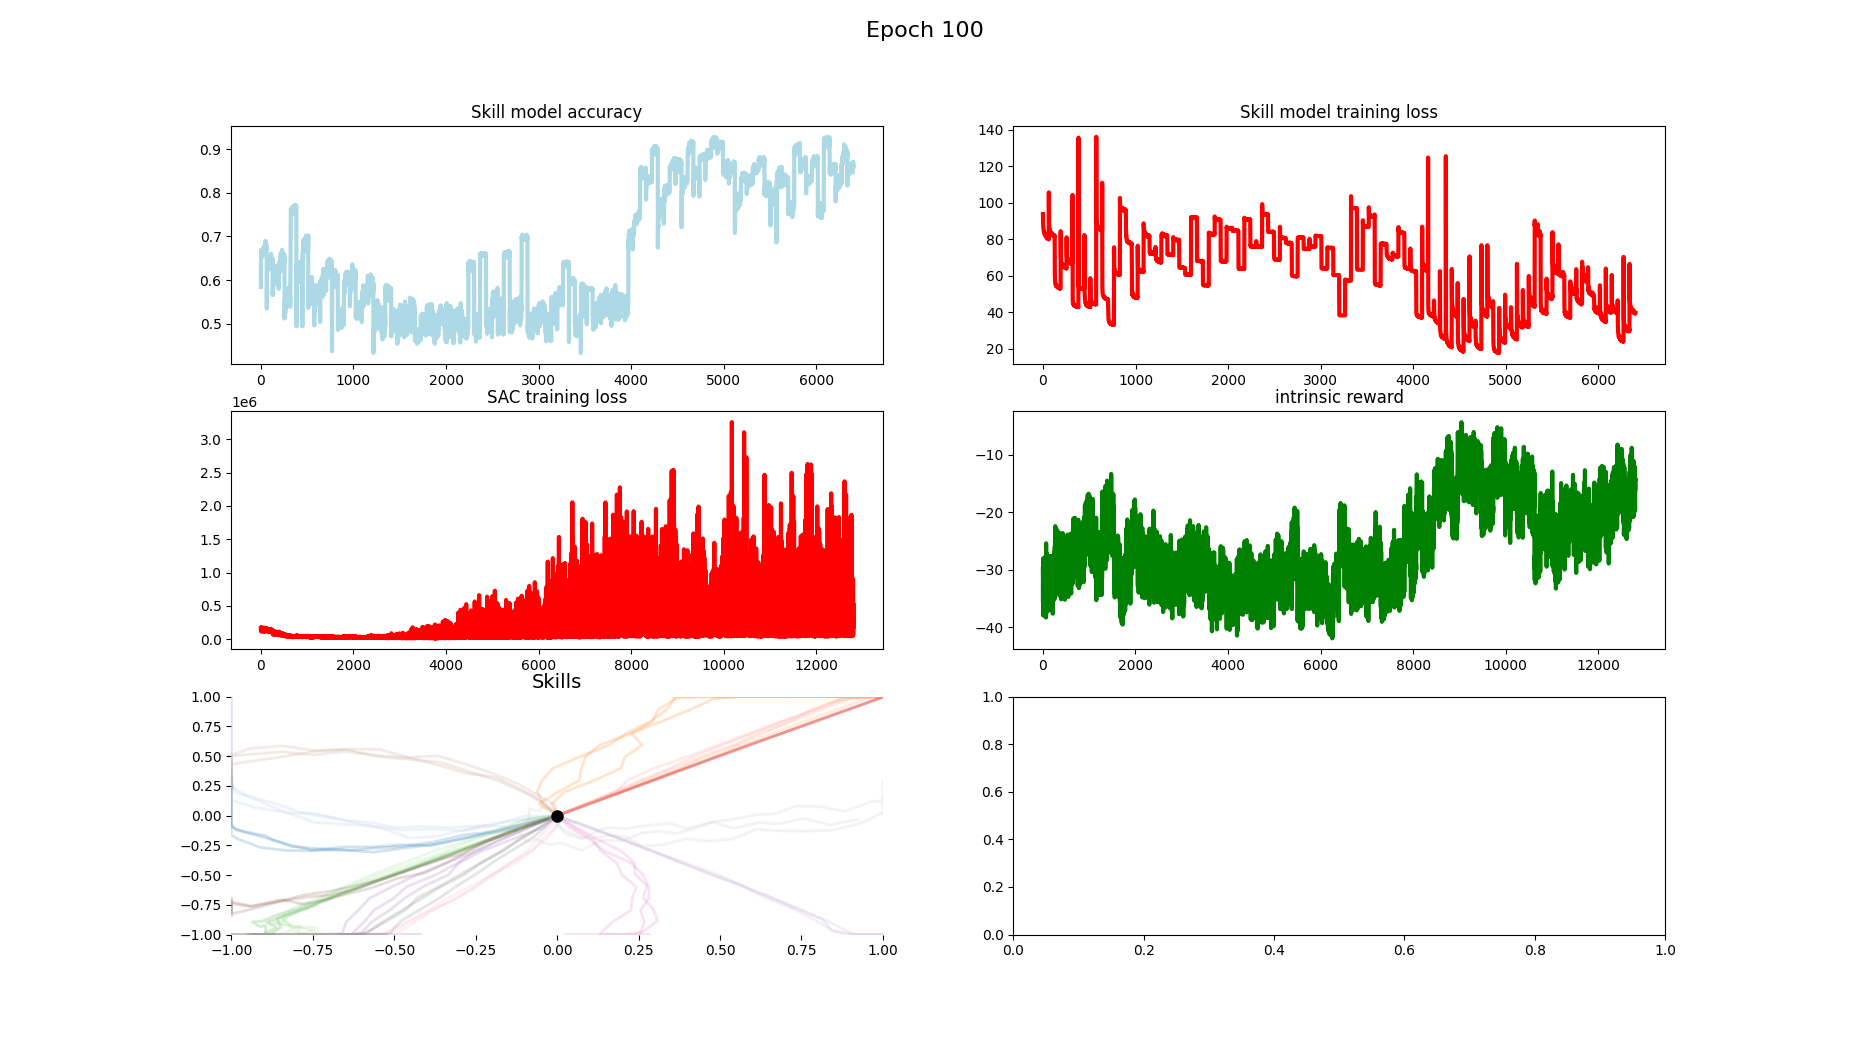 Epoch 100
Skill model accuracy
0.9
0.8
0.7
0.6
0.5
0 1000 2000 3000 4000 5000 6000
Skill model training loss
140
120
100
80
60
40
20
0 1000 2000 3000 4000 5000 6000
SAC training loss
1e6
3.0
2.5
2.0
1.5
1.0
0.5
0.0
0 2000 4000 6000 8000 10000 12000
intrinsic reward
−10
−20
−30
−40
0 2000 4000 6000 8000 10000 12000
Skills
1.00
0.75
0.50
0.25
0.00
−0.25
−0.50
−0.75
−1.00
−1.00 −0.75 −0.50 −0.25 0.00 0.25 0.50 0.75 1.00
1.0
0.8
0.6
0.4
0.2
0.0
0.0 0.2 0.4 0.6 0.8 1.0